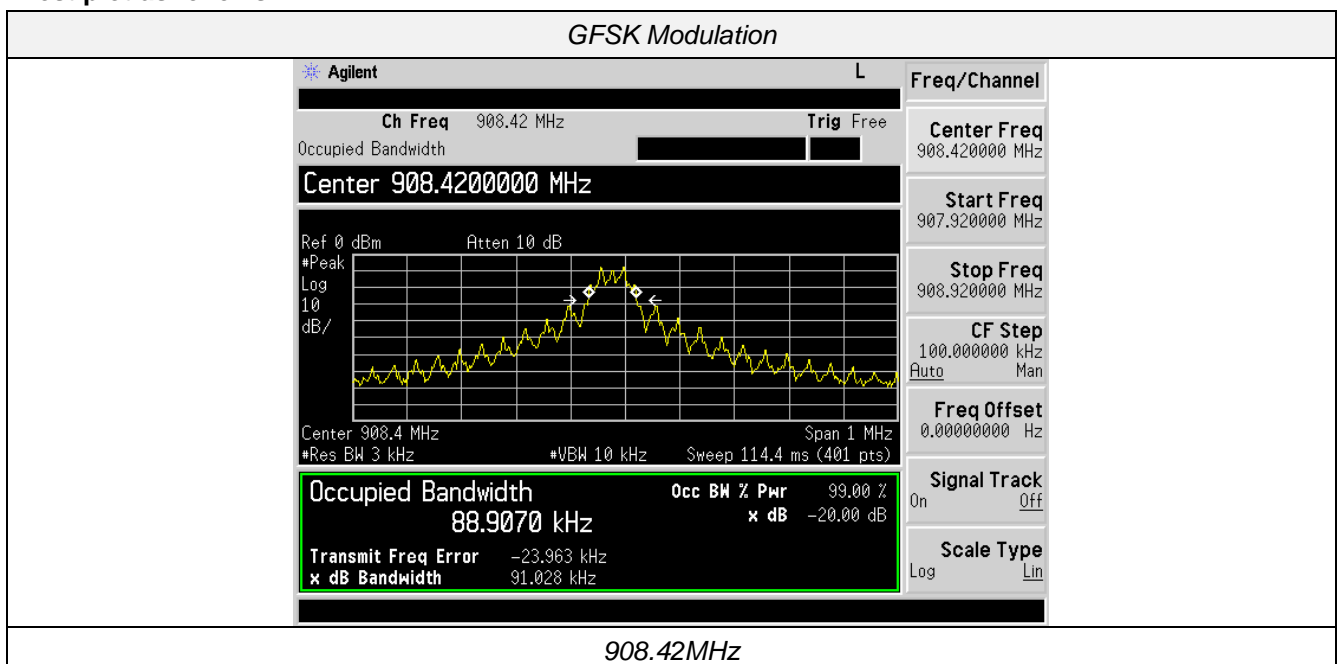 GFSK Modulation
Agilent L
Ch Freq 908.42 MHz Trig Free
Occupied Bandwidth
Center 908.4200000 MHz
Ref 0 dBm Atten 10 dB
#Peak
Log
10
dB/
Center 908.4 MHz Span 1 MHz
#Res BW 3 kHz #VBW 10 kHz Sweep 114.4 ms (401 pts)
Occupied Bandwidth Occ BW % Pwr 99.00 %
88.9070 kHz x dB -20.00 dB
Transmit Freq Error -23.963 kHz
x dB Bandwidth 91.028 kHz
Freq/Channel
Center Freq
908.420000 MHz
Start Freq
907.920000 MHz
Stop Freq
908.920000 MHz
CF Step
100.000000 kHz
Auto Man
Freq Offset
0.00000000 Hz
Signal Track
On Off
Scale Type
Log Lin
908.42MHz